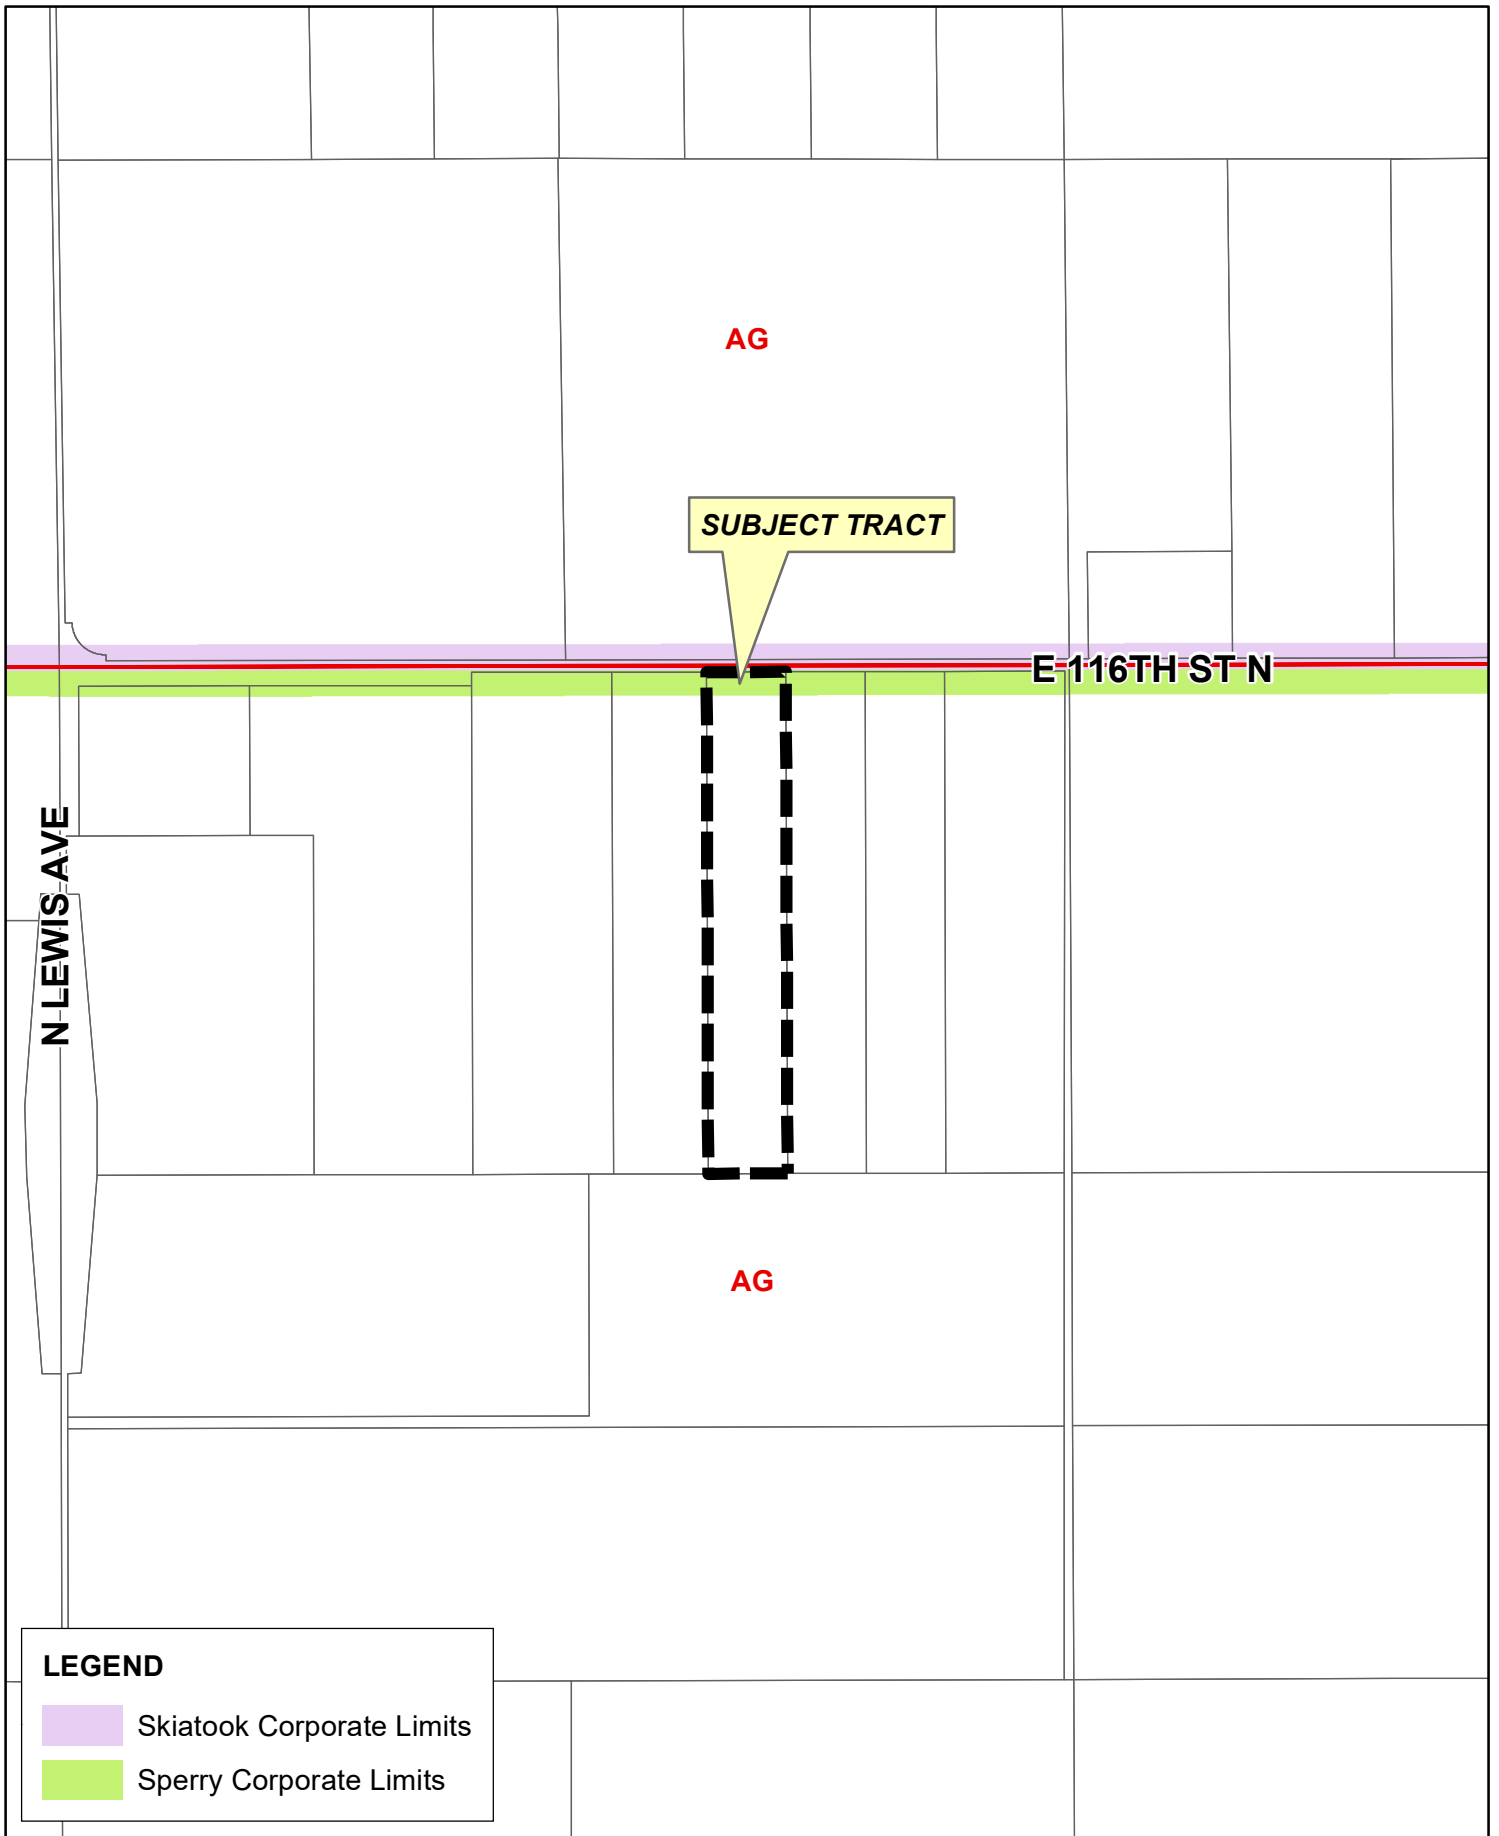 AG
SUBJECT TRACT
E 116TH ST N
N LEWIS AVE
AG
LEGEND
Skiatook Corporate Limits
Sperry Corporate Limits